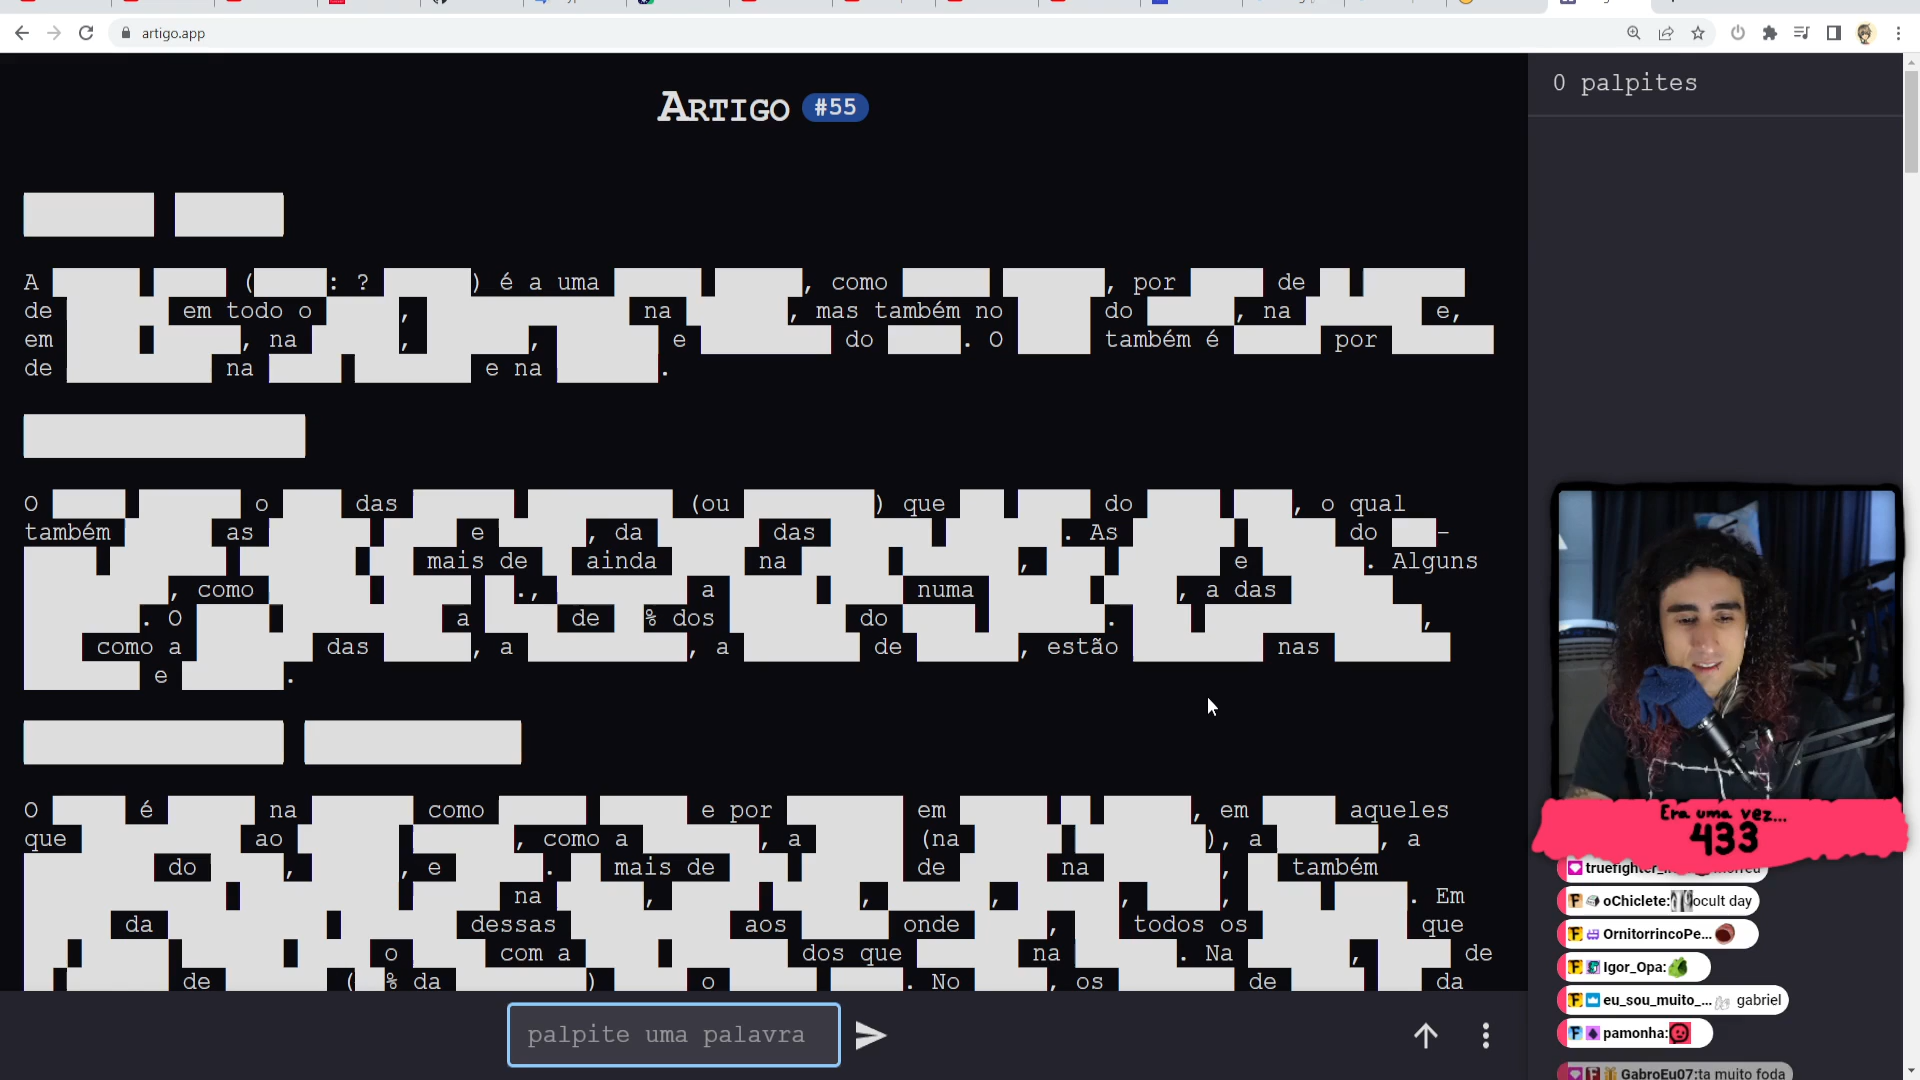 artigo.app
ARTIGO #55
0 palpites
A ( : ? ) é a uma , como , por de
de em todo o , na , mas também no do , na e,
em , na , , e do . O também é por
de na e na .
O o das (ou ) que do , o qual
também as e , da das . As do -
mais de ainda na , e . Alguns
, como ., a numa , a das
. O a de % dos do . ,
como a das , a , a de , estão nas
e .
O é na como e por em , em aqueles
que ao , como a , a (na ), a , a
do , , e . mais de de na , também
na , , , , , . Em
da dessas aos onde , todos os que
o com a dos que na . Na , de
de ( % da ) o . No , os de da
palpite uma palavra
Era uma vez...
433
oChiclete: ocult day
OrnitorrincoPe...
Igor_Opa:
eu_sou_muito_... gabriel
pamonha:
GabroEu07:ta muito foda